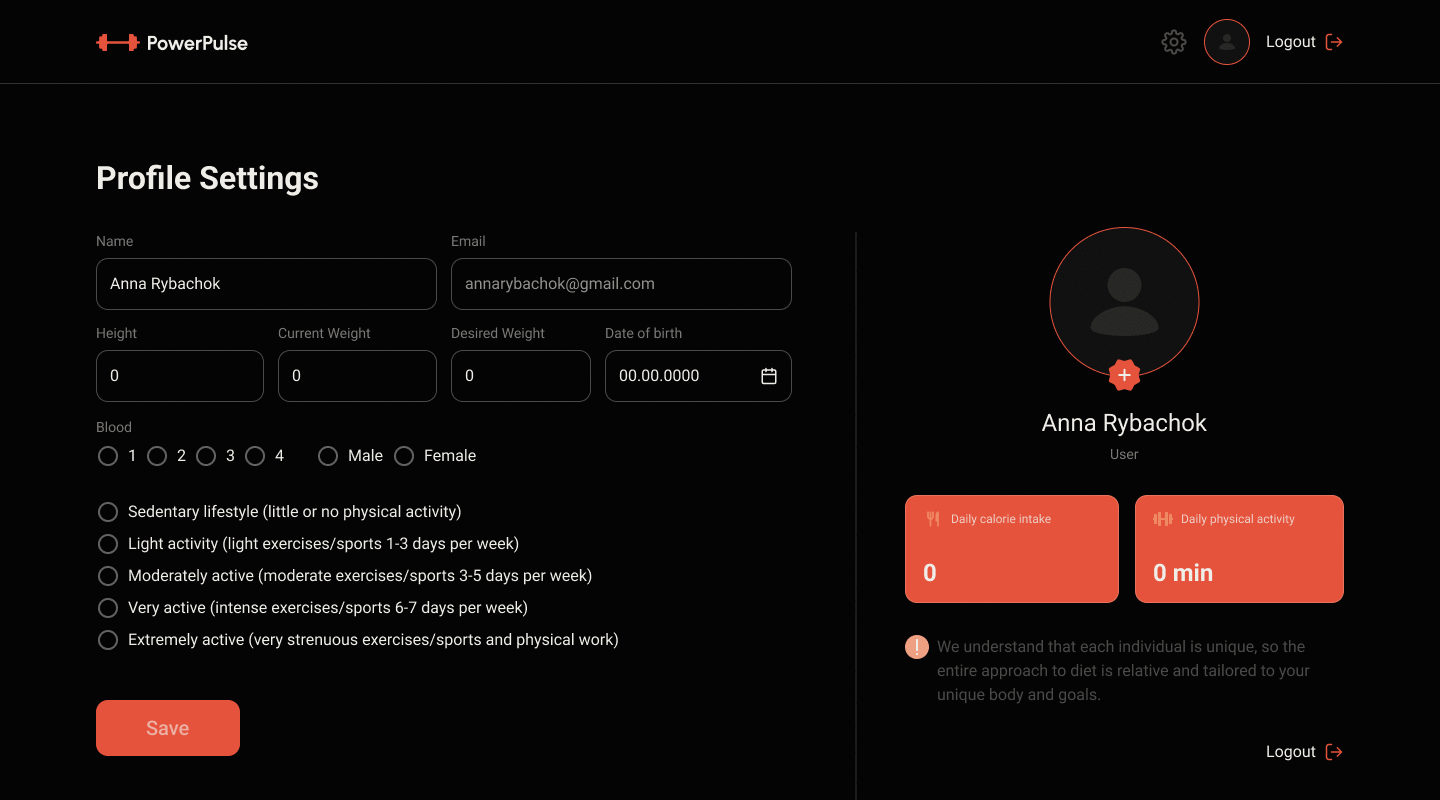 PowerPulse
Logout
Profile Settings
Name
Email
Anna Rybachok
annarybachok@gmail.com
Height
Current Weight
Desired Weight
Date of birth
0
0
0
00.00.0000
Blood
1
2
3
4
Male
Female
Sedentary lifestyle (little or no physical activity)
Light activity (light exercises/sports 1-3 days per week)
Moderately active (moderate exercises/sports 3-5 days per week)
Very active (intense exercises/sports 6-7 days per week)
Extremely active (very strenuous exercises/sports and physical work)
Save
Anna Rybachok
User
Daily calorie intake
0
Daily physical activity
0 min
We understand that each individual is unique, so the
entire approach to diet is relative and tailored to your
unique body and goals.
Logout